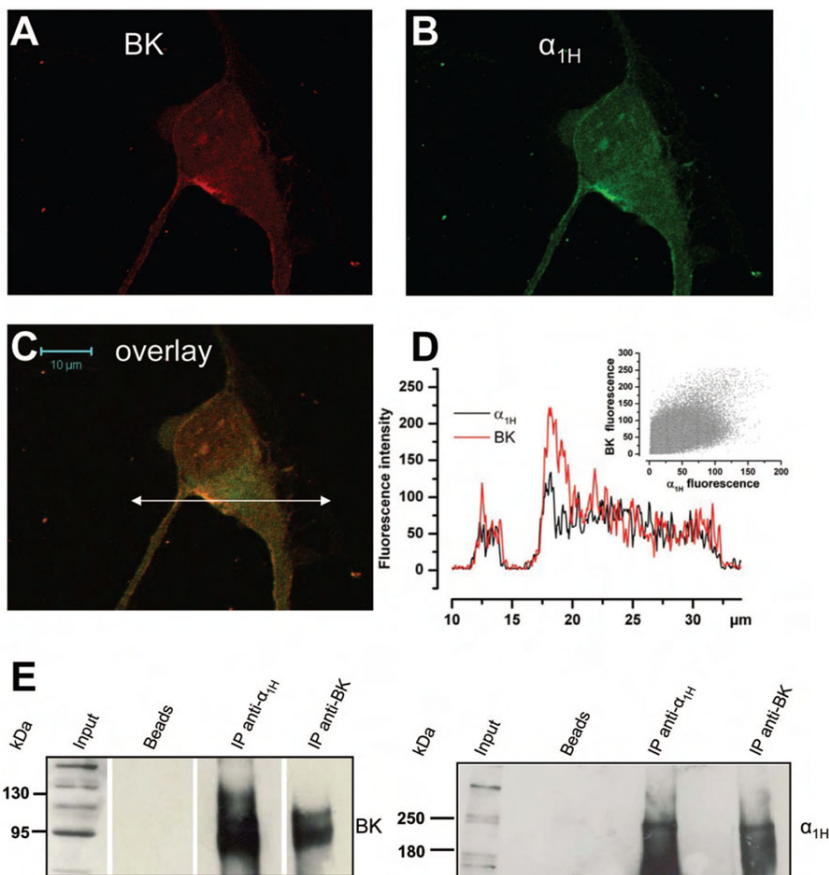 A
BK
B
α1H
C
10 µm
overlay
D
Fluorescence intensity
250
200
150
100
50
0
α1H
BK
BK fluorescence
300
250
200
150
100
50
0
0 50 100 150 200
α1H fluorescence
10 15 20 25 30 µm
E
kDa
Input
Beads
IP anti-α1H
IP anti-BK
130
95
BK
kDa
Input
Beads
IP anti-α1H
IP anti-BK
250
180
α1H